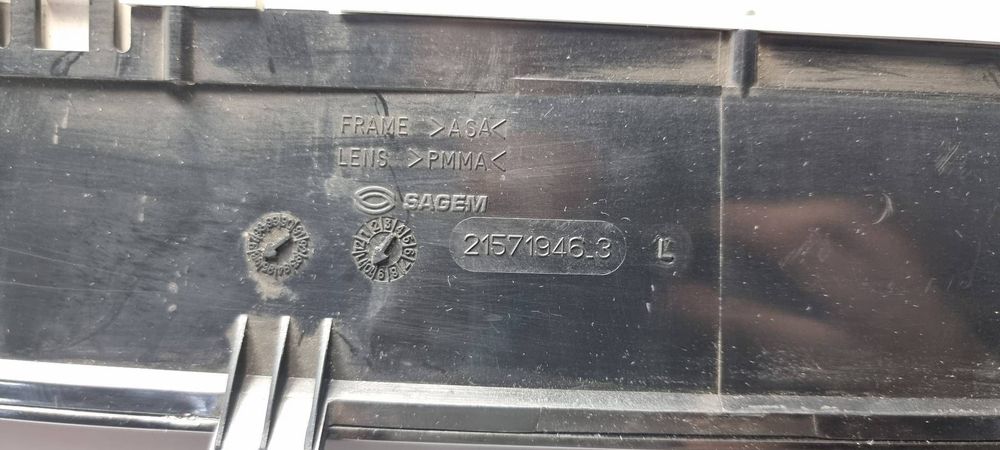 FRAME >ASA<
LENS >PMMA<
SAGEM
21571946_3 L